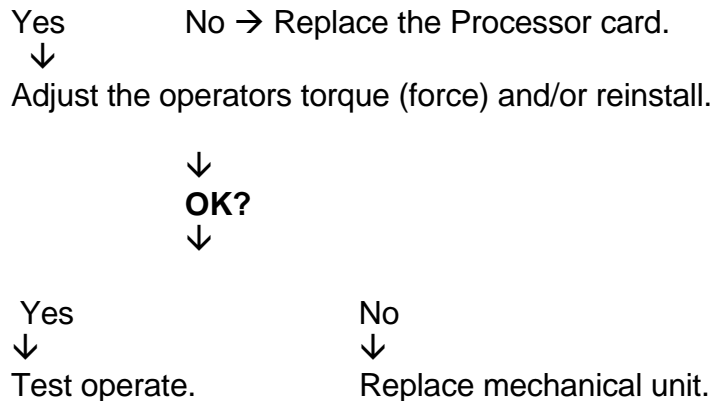 Yes No → Replace the Processor card.
↓
Adjust the operators torque (force) and/or reinstall.
↓
OK?
↓
Yes No
↓ ↓
Test operate. Replace mechanical unit.